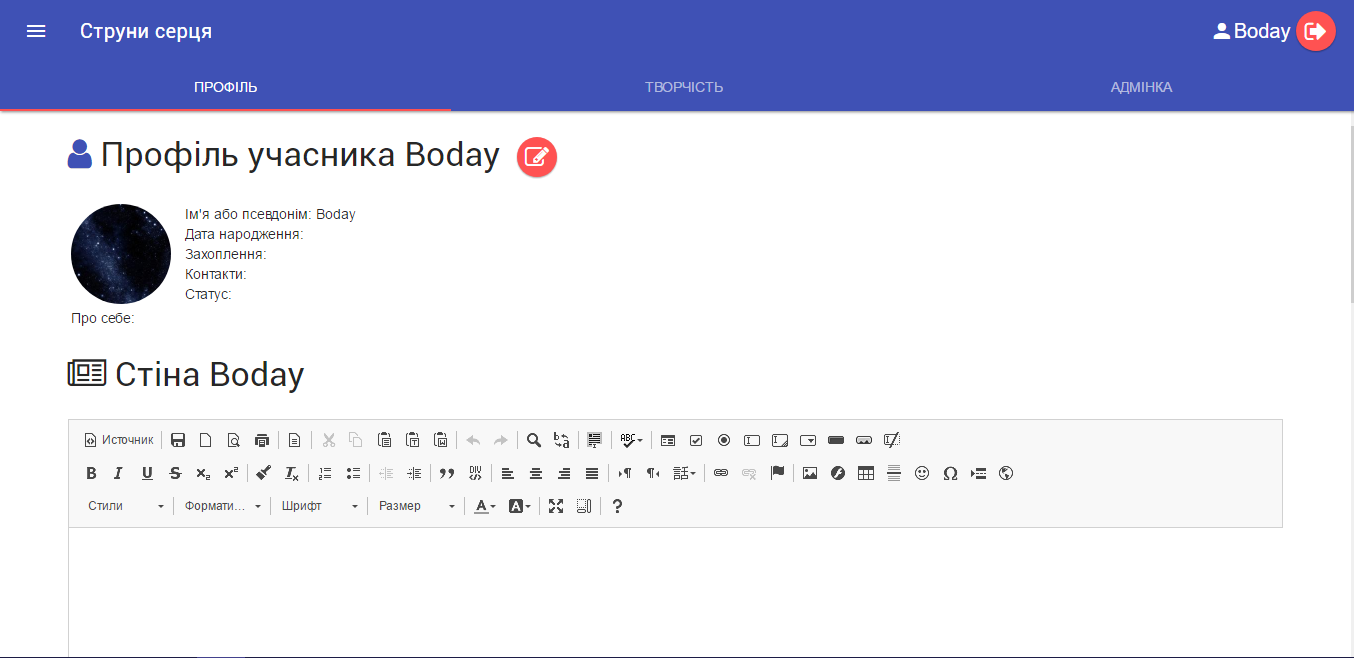 Струни серця
Boday
ПРОФІЛЬ ТВОРЧІСТЬ АДМІНКА
Профіль учасника Boday
Ім'я або псевдонім: Boday
Дата народження:
Захоплення:
Контакти:
Статус:
Про себе:
Стіна Boday
Источник
Стили Формати... Шрифт Размер